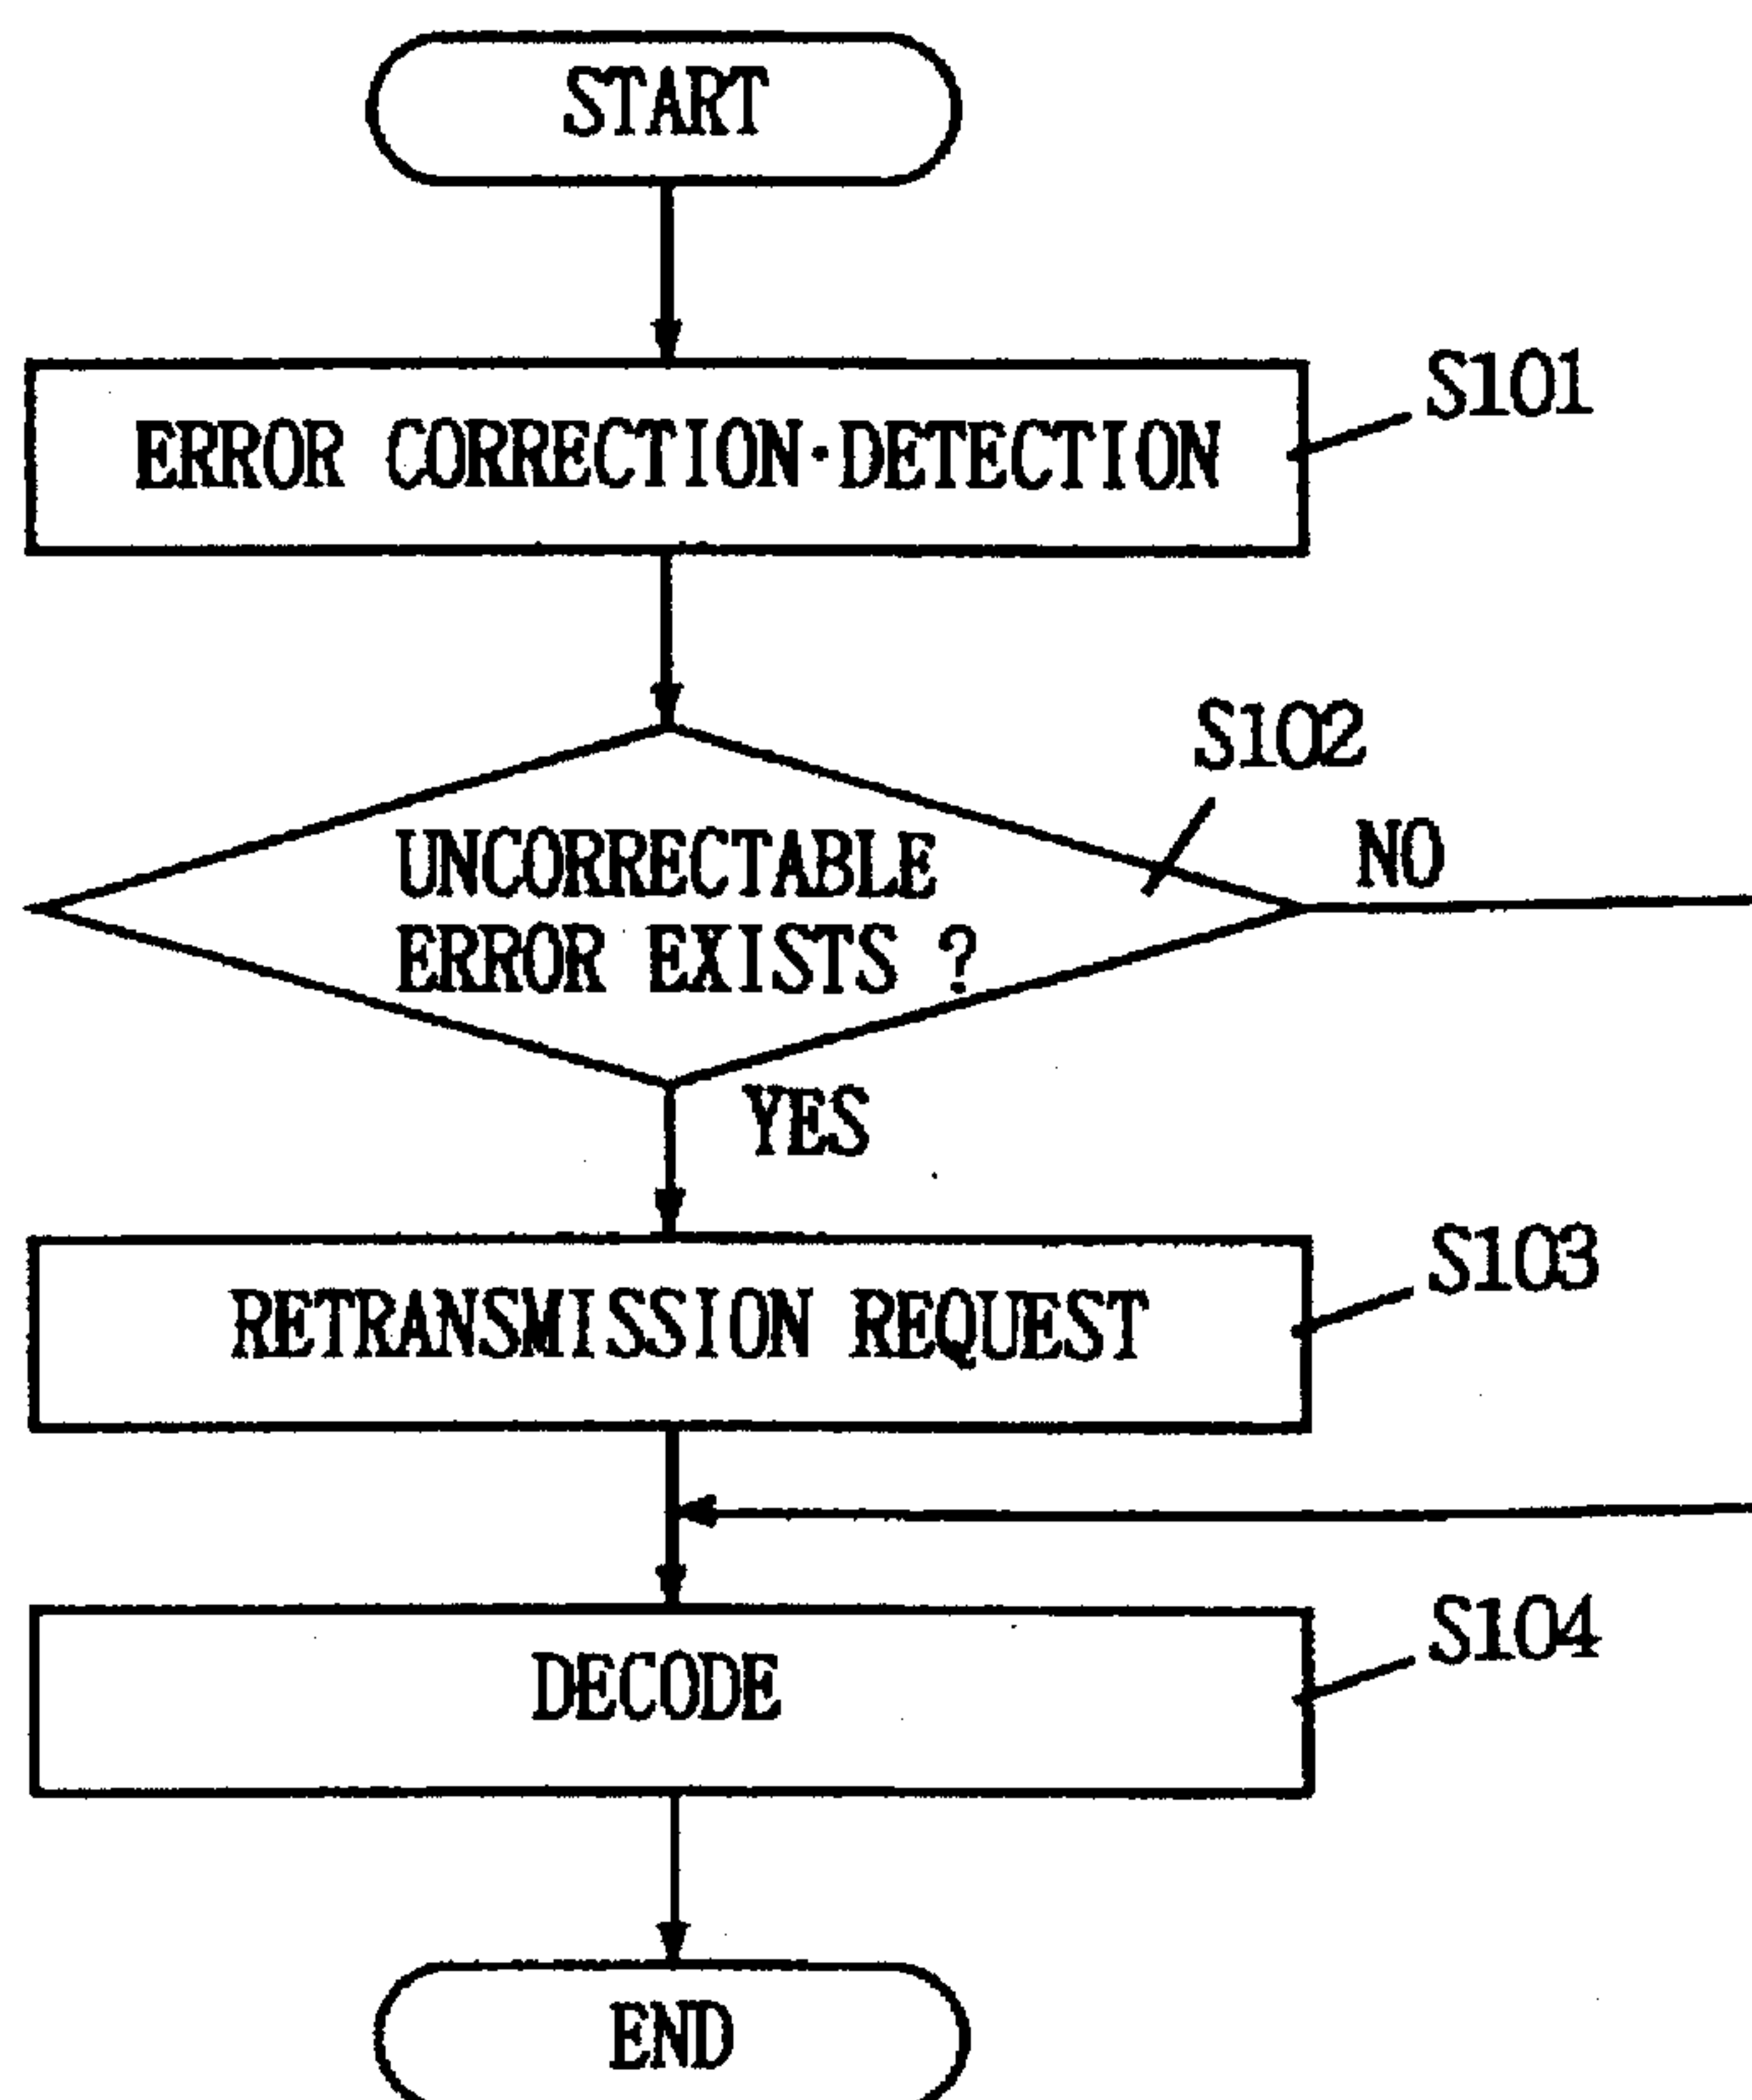 START
S101
ERROR CORRECTION·DETECTION
S102
NO
UNCORRECTABLE
ERROR EXISTS ?
YES
S103
RETRANSMISSION REQUEST
S104
DECODE
END